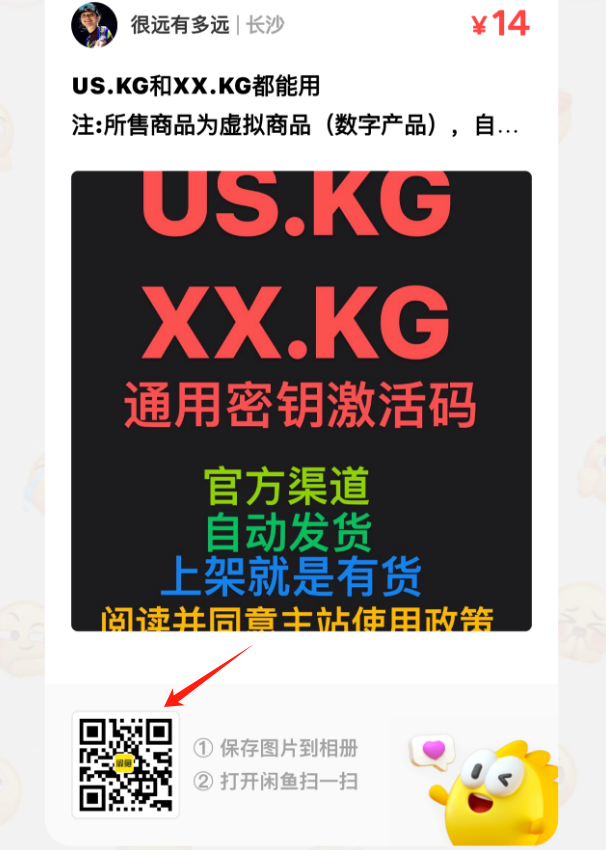 很远有多远 | 长沙
¥14
US.KG和XX.KG都能用
注:所售商品为虚拟商品（数字产品），自...
US.KG
XX.KG
通用密钥激活码
官方渠道
自动发货
上架就是有货
阅读并同意主站使用政策
闲鱼
① 保存图片到相册
② 打开闲鱼扫一扫